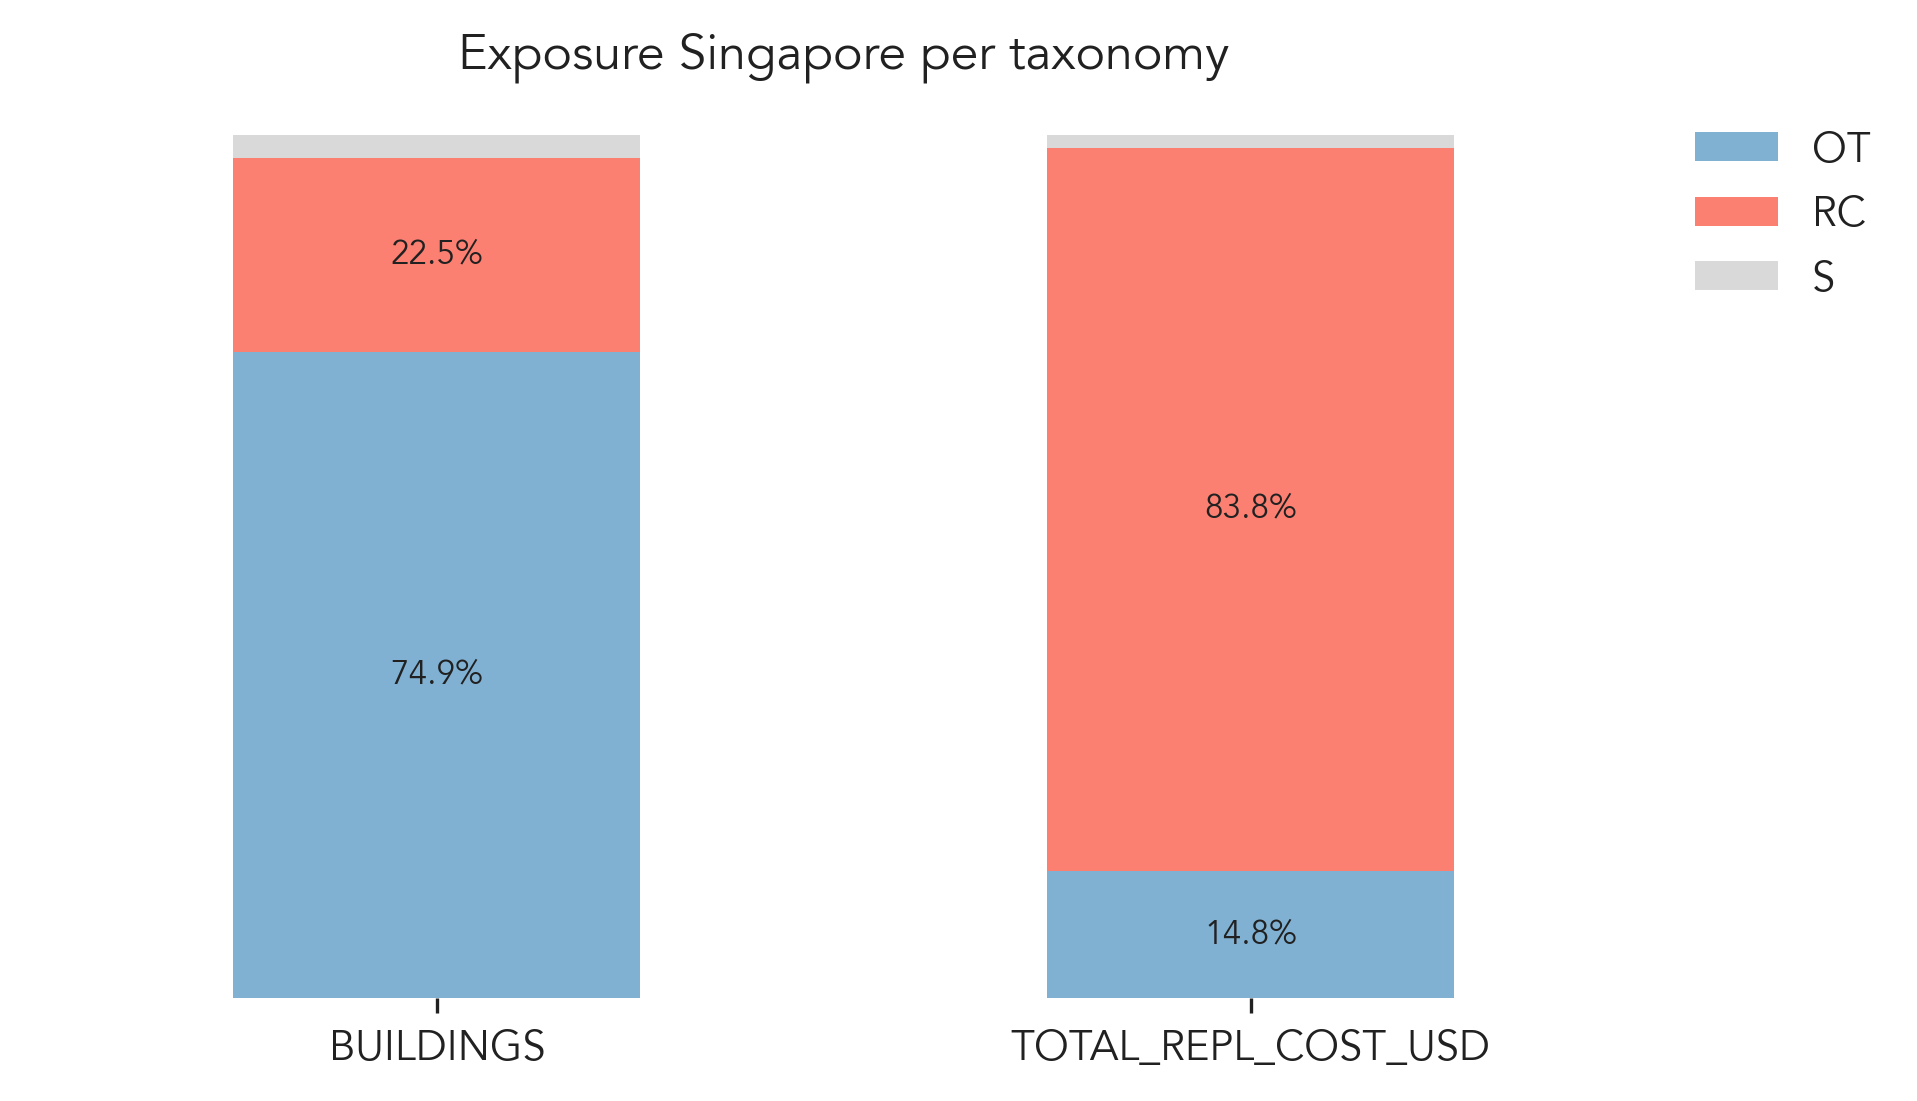 Exposure Singapore per taxonomy
OT
RC
S
22.5%
74.9%
83.8%
14.8%
BUILDINGS
TOTAL_REPL_COST_USD